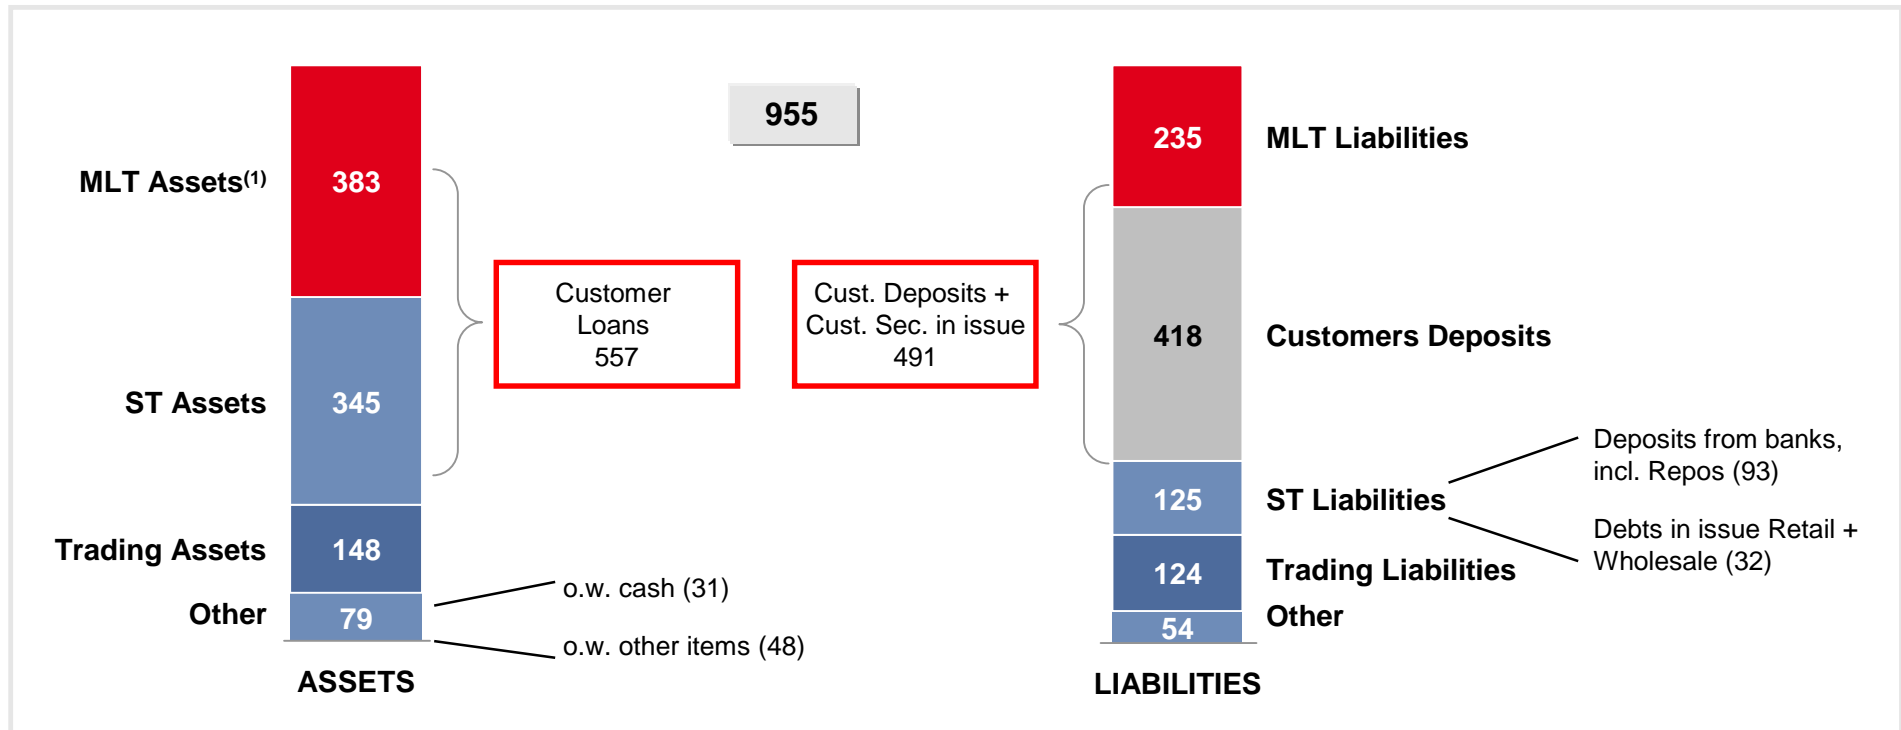 955
MLT Assets(1)
383
ST Assets
345
Trading Assets
148
Other
79
o.w. cash (31)
o.w. other items (48)
ASSETS
Customer
Loans
557
Cust. Deposits +
Cust. Sec. in issue
491
235
MLT Liabilities
418
Customers Deposits
125
ST Liabilities
Deposits from banks,
incl. Repos (93)
Debts in issue Retail +
Wholesale (32)
124
Trading Liabilities
54
Other
LIABILITIES